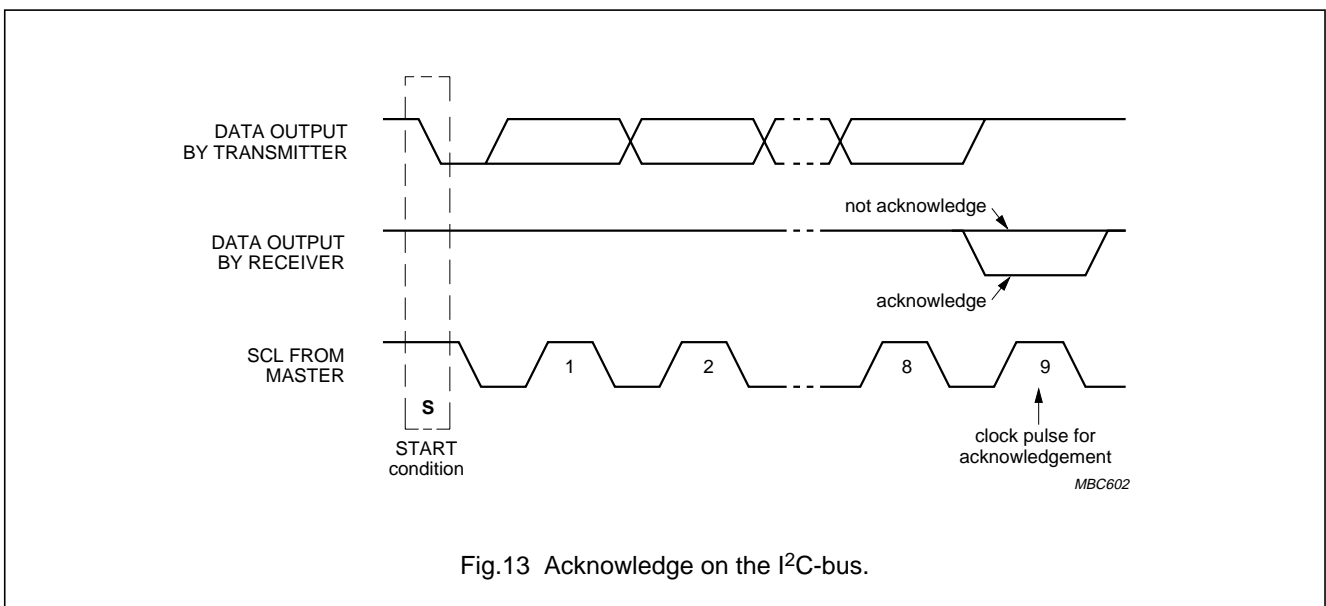 DATA OUTPUT
BY TRANSMITTER
not acknowledge
DATA OUTPUT
BY RECEIVER
acknowledge
SCL FROM
MASTER
1
2
8
9
S
START
condition
clock pulse for
acknowledgement
MBC602
Fig.13 Acknowledge on the I²C-bus.